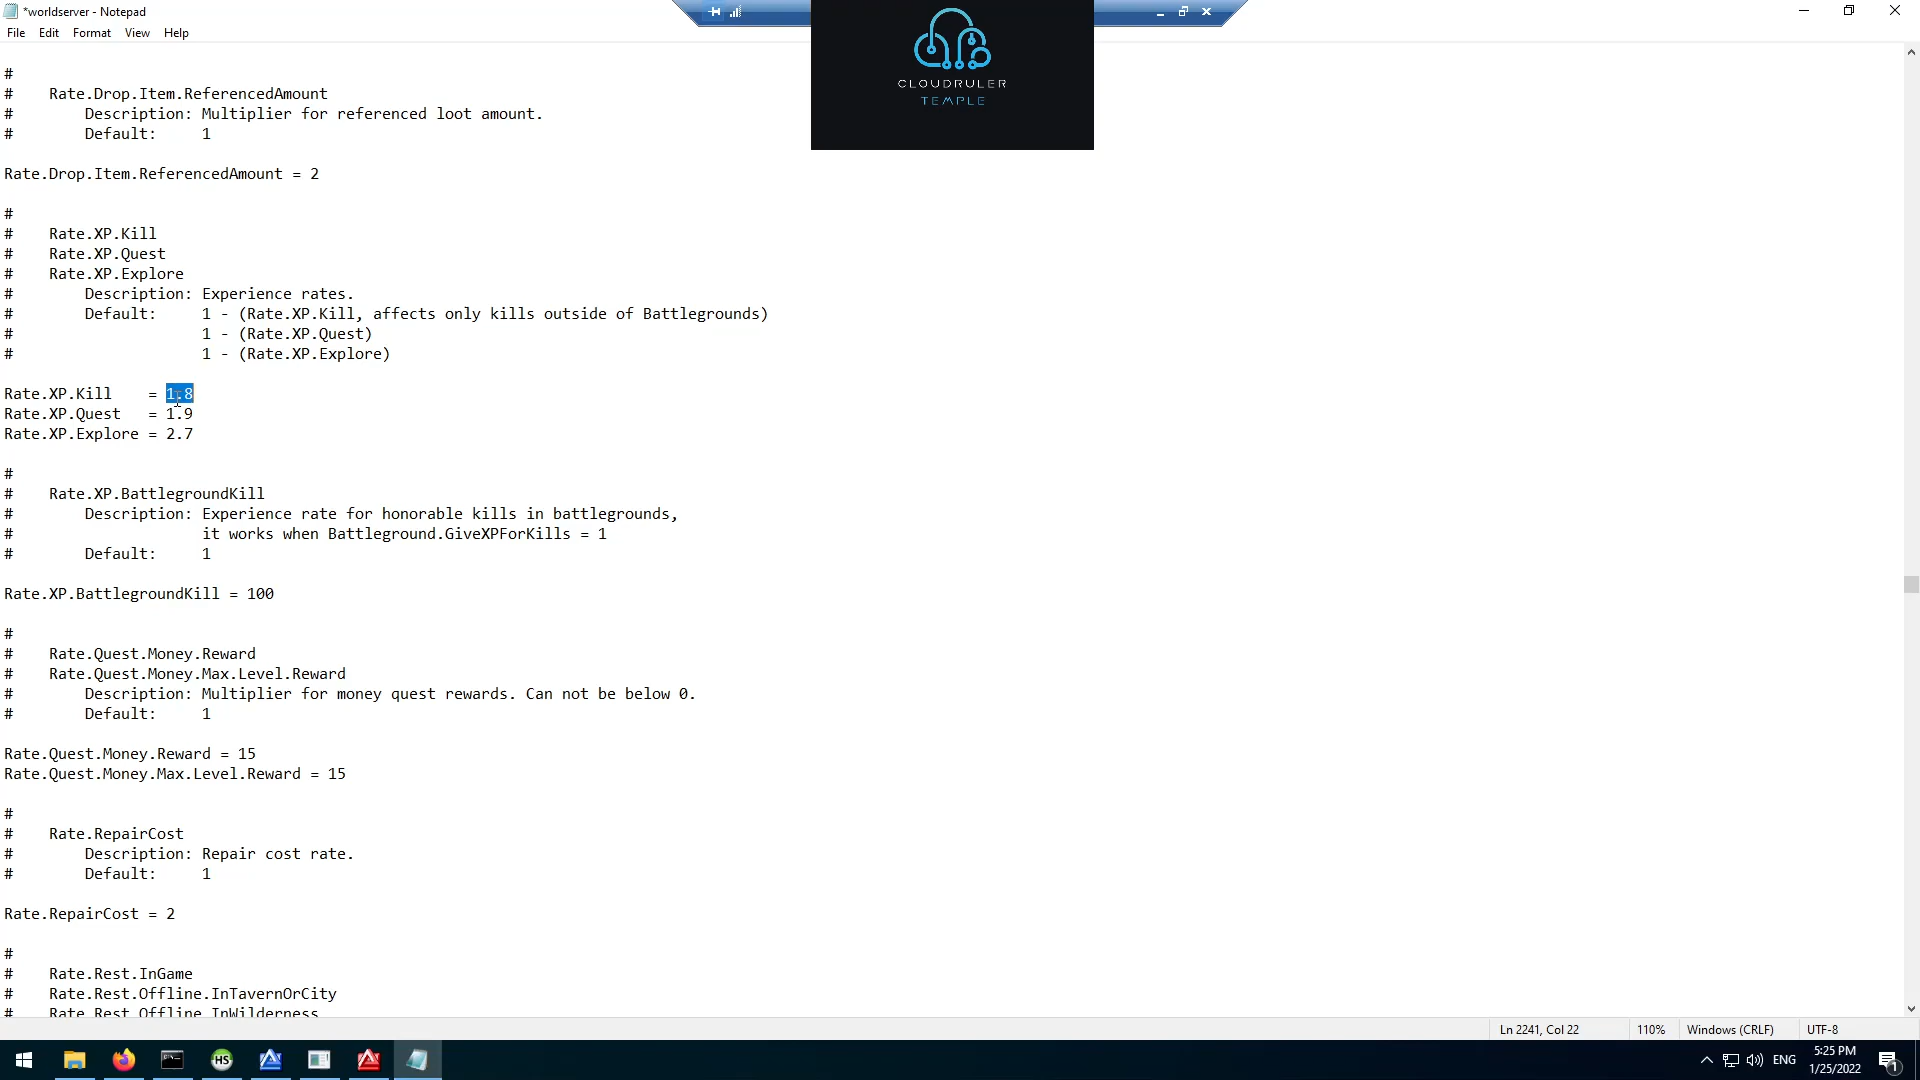 *worldserver - Notepad
File Edit Format View Help
CLOUDRULER
TEMPLE
#
#    Rate.Drop.Item.ReferencedAmount
#        Description: Multiplier for referenced loot amount.
#        Default:     1
Rate.Drop.Item.ReferencedAmount = 2
#
#    Rate.XP.Kill
#    Rate.XP.Quest
#    Rate.XP.Explore
#        Description: Experience rates.
#        Default:     1 - (Rate.XP.Kill, affects only kills outside of Battlegrounds)
#                     1 - (Rate.XP.Quest)
#                     1 - (Rate.XP.Explore)
Rate.XP.Kill    = 1.8
Rate.XP.Quest   = 1.9
Rate.XP.Explore = 2.7
#
#    Rate.XP.BattlegroundKill
#        Description: Experience rate for honorable kills in battlegrounds,
#                     it works when Battleground.GiveXPForKills = 1
#        Default:     1
Rate.XP.BattlegroundKill = 100
#
#    Rate.Quest.Money.Reward
#    Rate.Quest.Money.Max.Level.Reward
#        Description: Multiplier for money quest rewards. Can not be below 0.
#        Default:     1
Rate.Quest.Money.Reward = 15
Rate.Quest.Money.Max.Level.Reward = 15
#
#    Rate.RepairCost
#        Description: Repair cost rate.
#        Default:     1
Rate.RepairCost = 2
#
#    Rate.Rest.InGame
#    Rate.Rest.Offline.InTavernOrCity
#    Rate.Rest.Offline.InWilderness
Ln 2241, Col 22    110%    Windows (CRLF)    UTF-8
HS
ENG
5:25 PM
1/25/2022
1